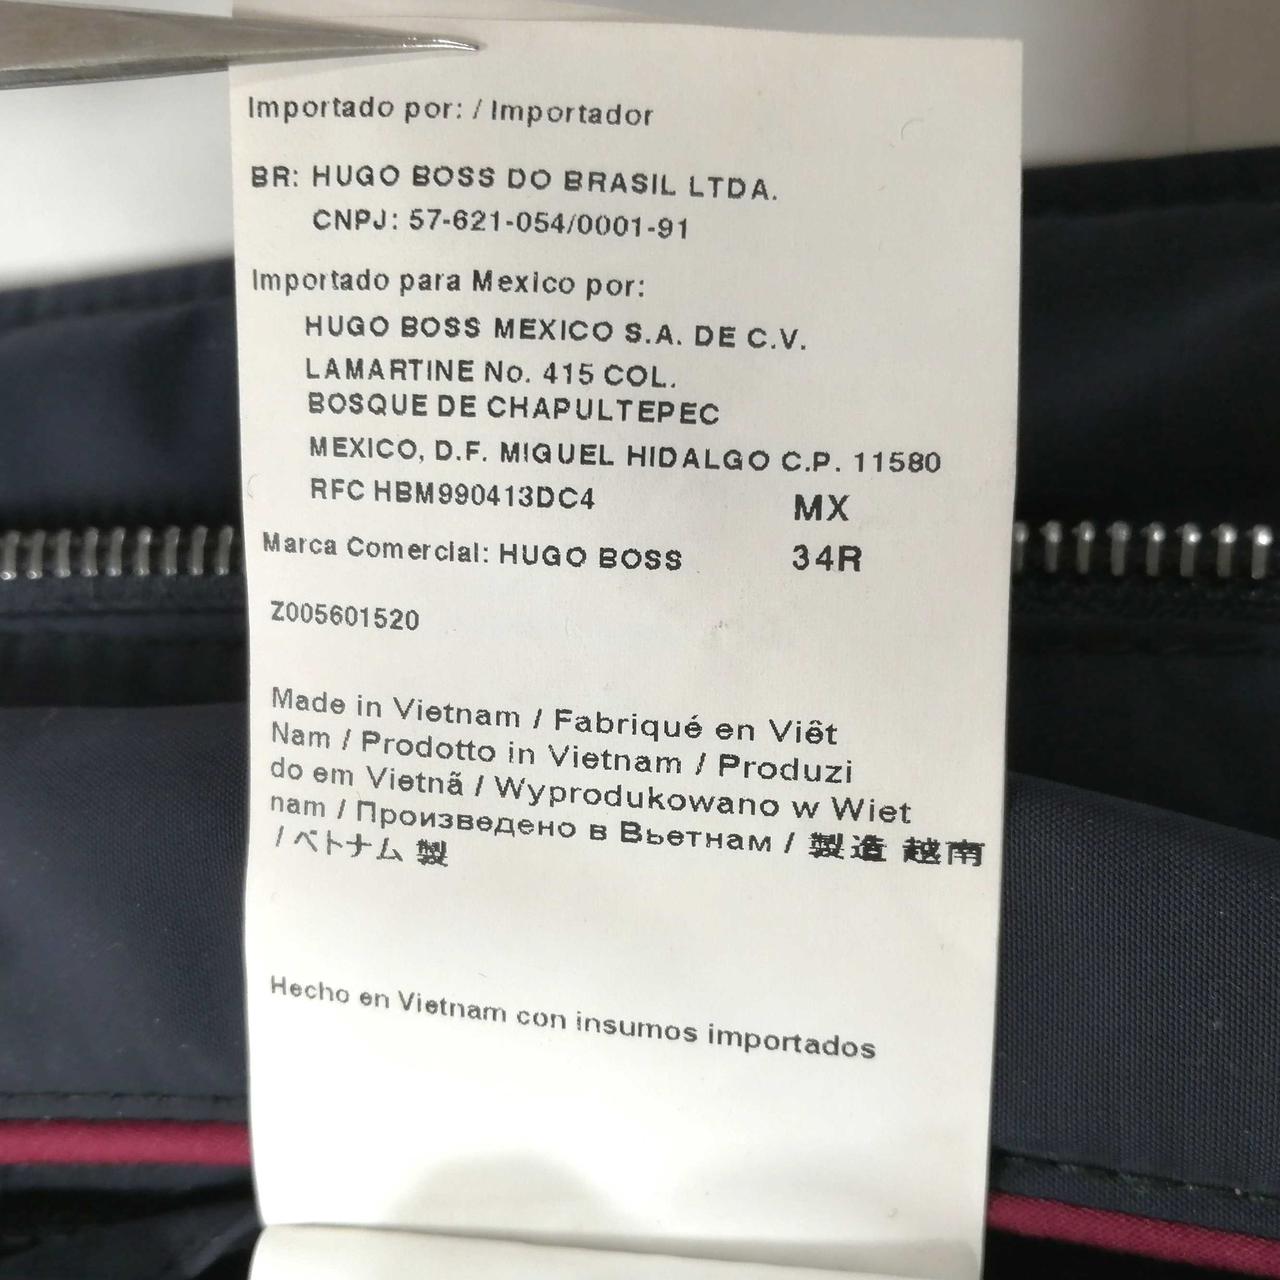 Importado por: / Importador
BR: HUGO BOSS DO BRASIL LTDA.
CNPJ: 57-621-054/0001-91
Importado para Mexico por:
HUGO BOSS MEXICO S.A. DE C.V.
LAMARTINE No. 415 COL.
BOSQUE DE CHAPULTEPEC
MEXICO, D.F. MIGUEL HIDALGO C.P. 11580
RFC HBM990413DC4 MX
Marca Comercial: HUGO BOSS 34R
Z005601520
Made in Vietnam / Fabriqué en Viêt
Nam / Prodotto in Vietnam / Produzi
do em Vietnã / Wyprodukowano w Wiet
nam / Произведено в Вьетнам / 製造 越南
/ ベトナム 製
Hecho en Vietnam con insumos importados